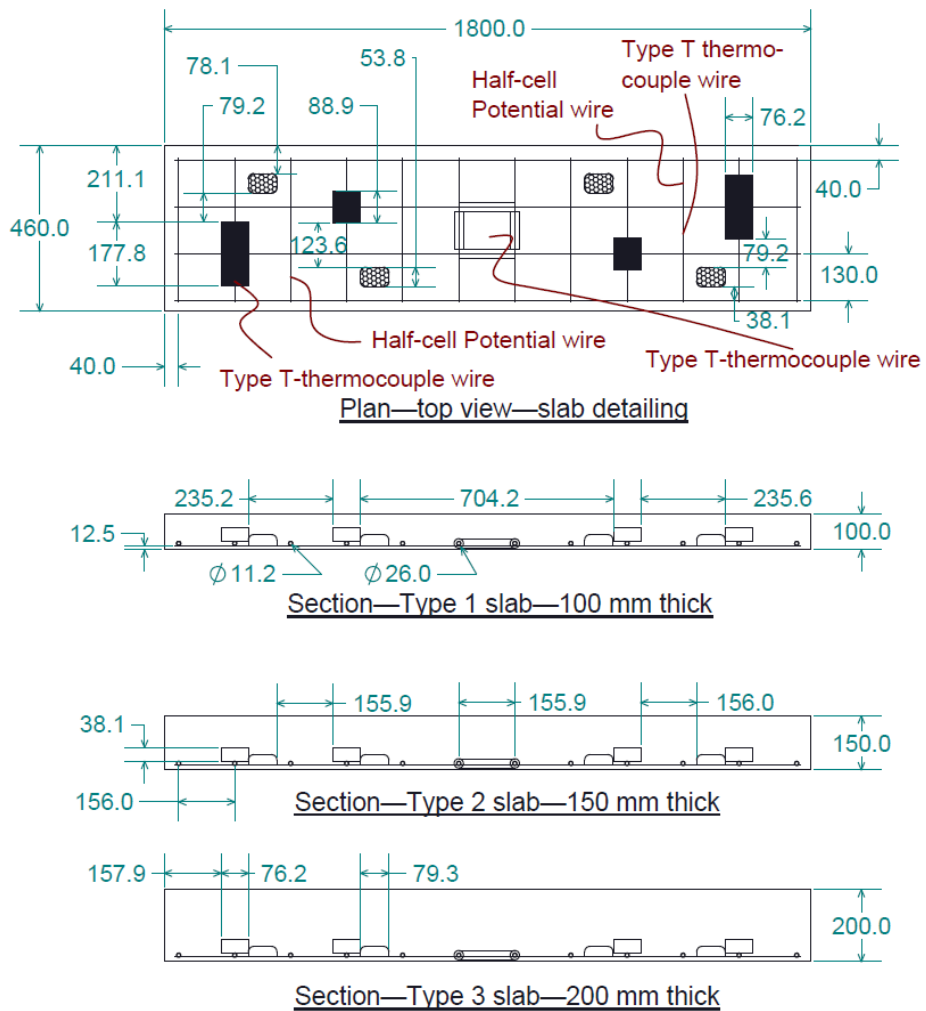 1800.0
Type T thermo-
couple wire
Half-cell
Potential wire
78.1
53.8
79.2
88.9
76.2
211.1
40.0
460.0
177.8
123.6
79.2
130.0
38.1
Half-cell Potential wire
40.0
Type T-thermocouple wire
Type T-thermocouple wire
Plan—top view—slab detailing
235.2
704.2
235.6
12.5
100.0
∅11.2
∅26.0
Section—Type 1 slab—100 mm thick
155.9
155.9
156.0
38.1
150.0
156.0
Section—Type 2 slab—150 mm thick
157.9
76.2
79.3
200.0
Section—Type 3 slab—200 mm thick